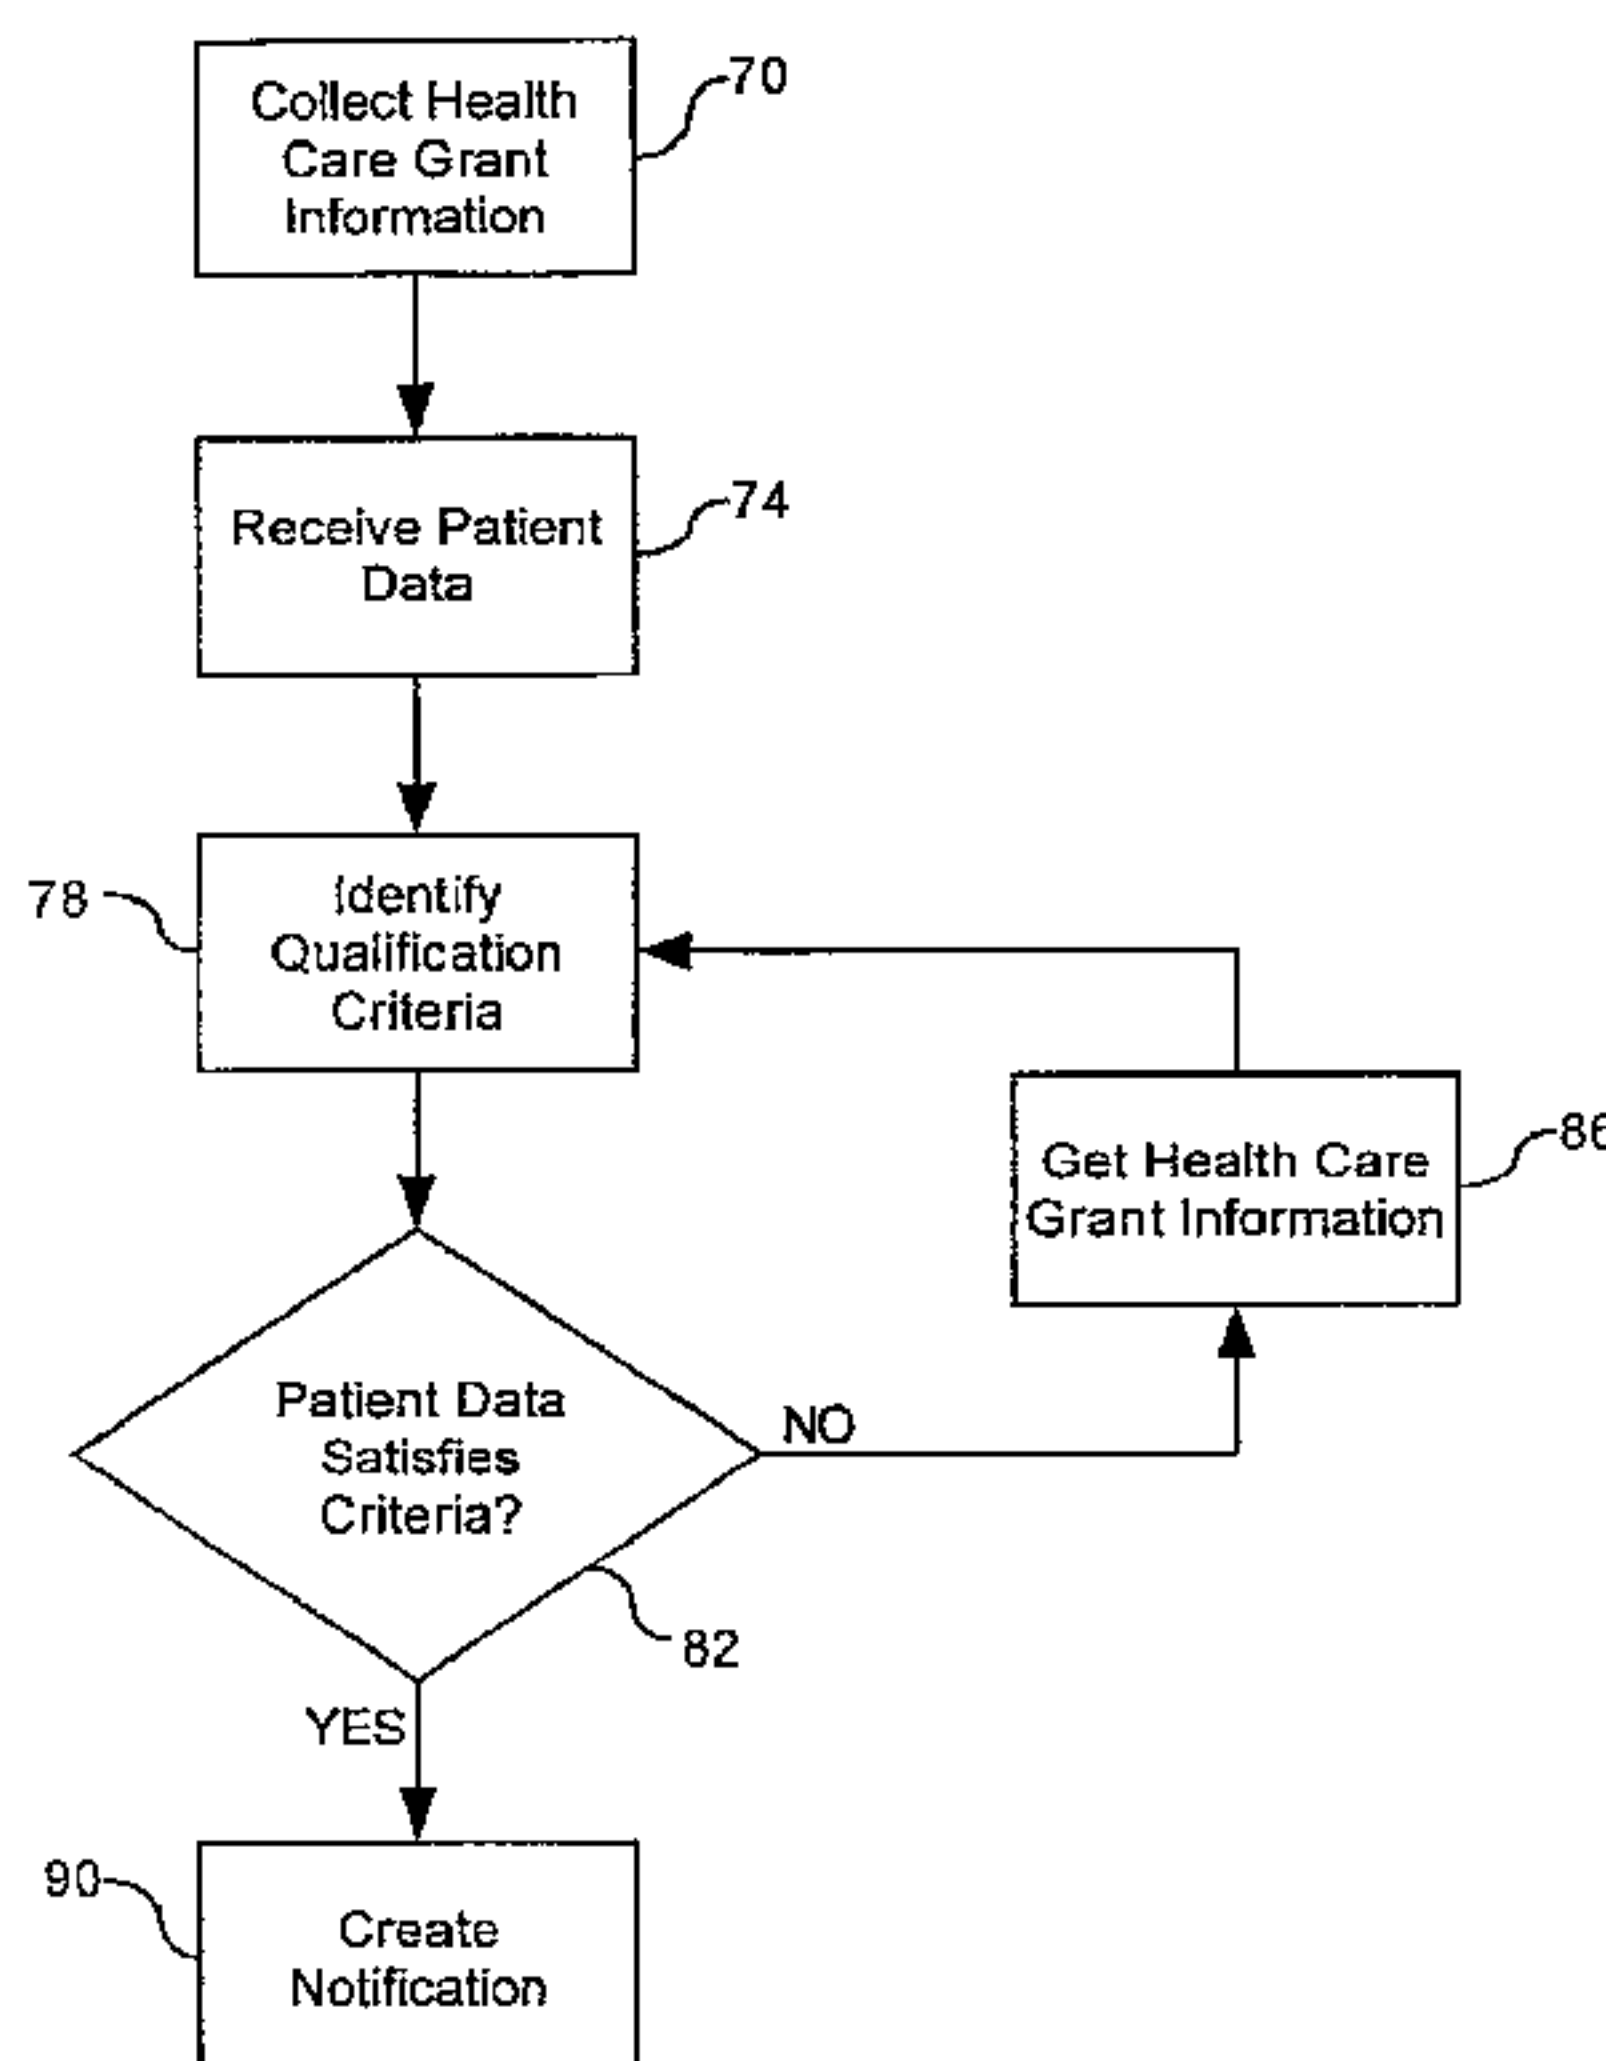 Collect Health
Care Grant
Information
70
Receive Patient
Data
74
78
Identify
Qualification
Criteria
Get Health Care
Grant Information
86
Patient Data
Satisfies
Criteria?
NO
82
YES
90
Create
Notification